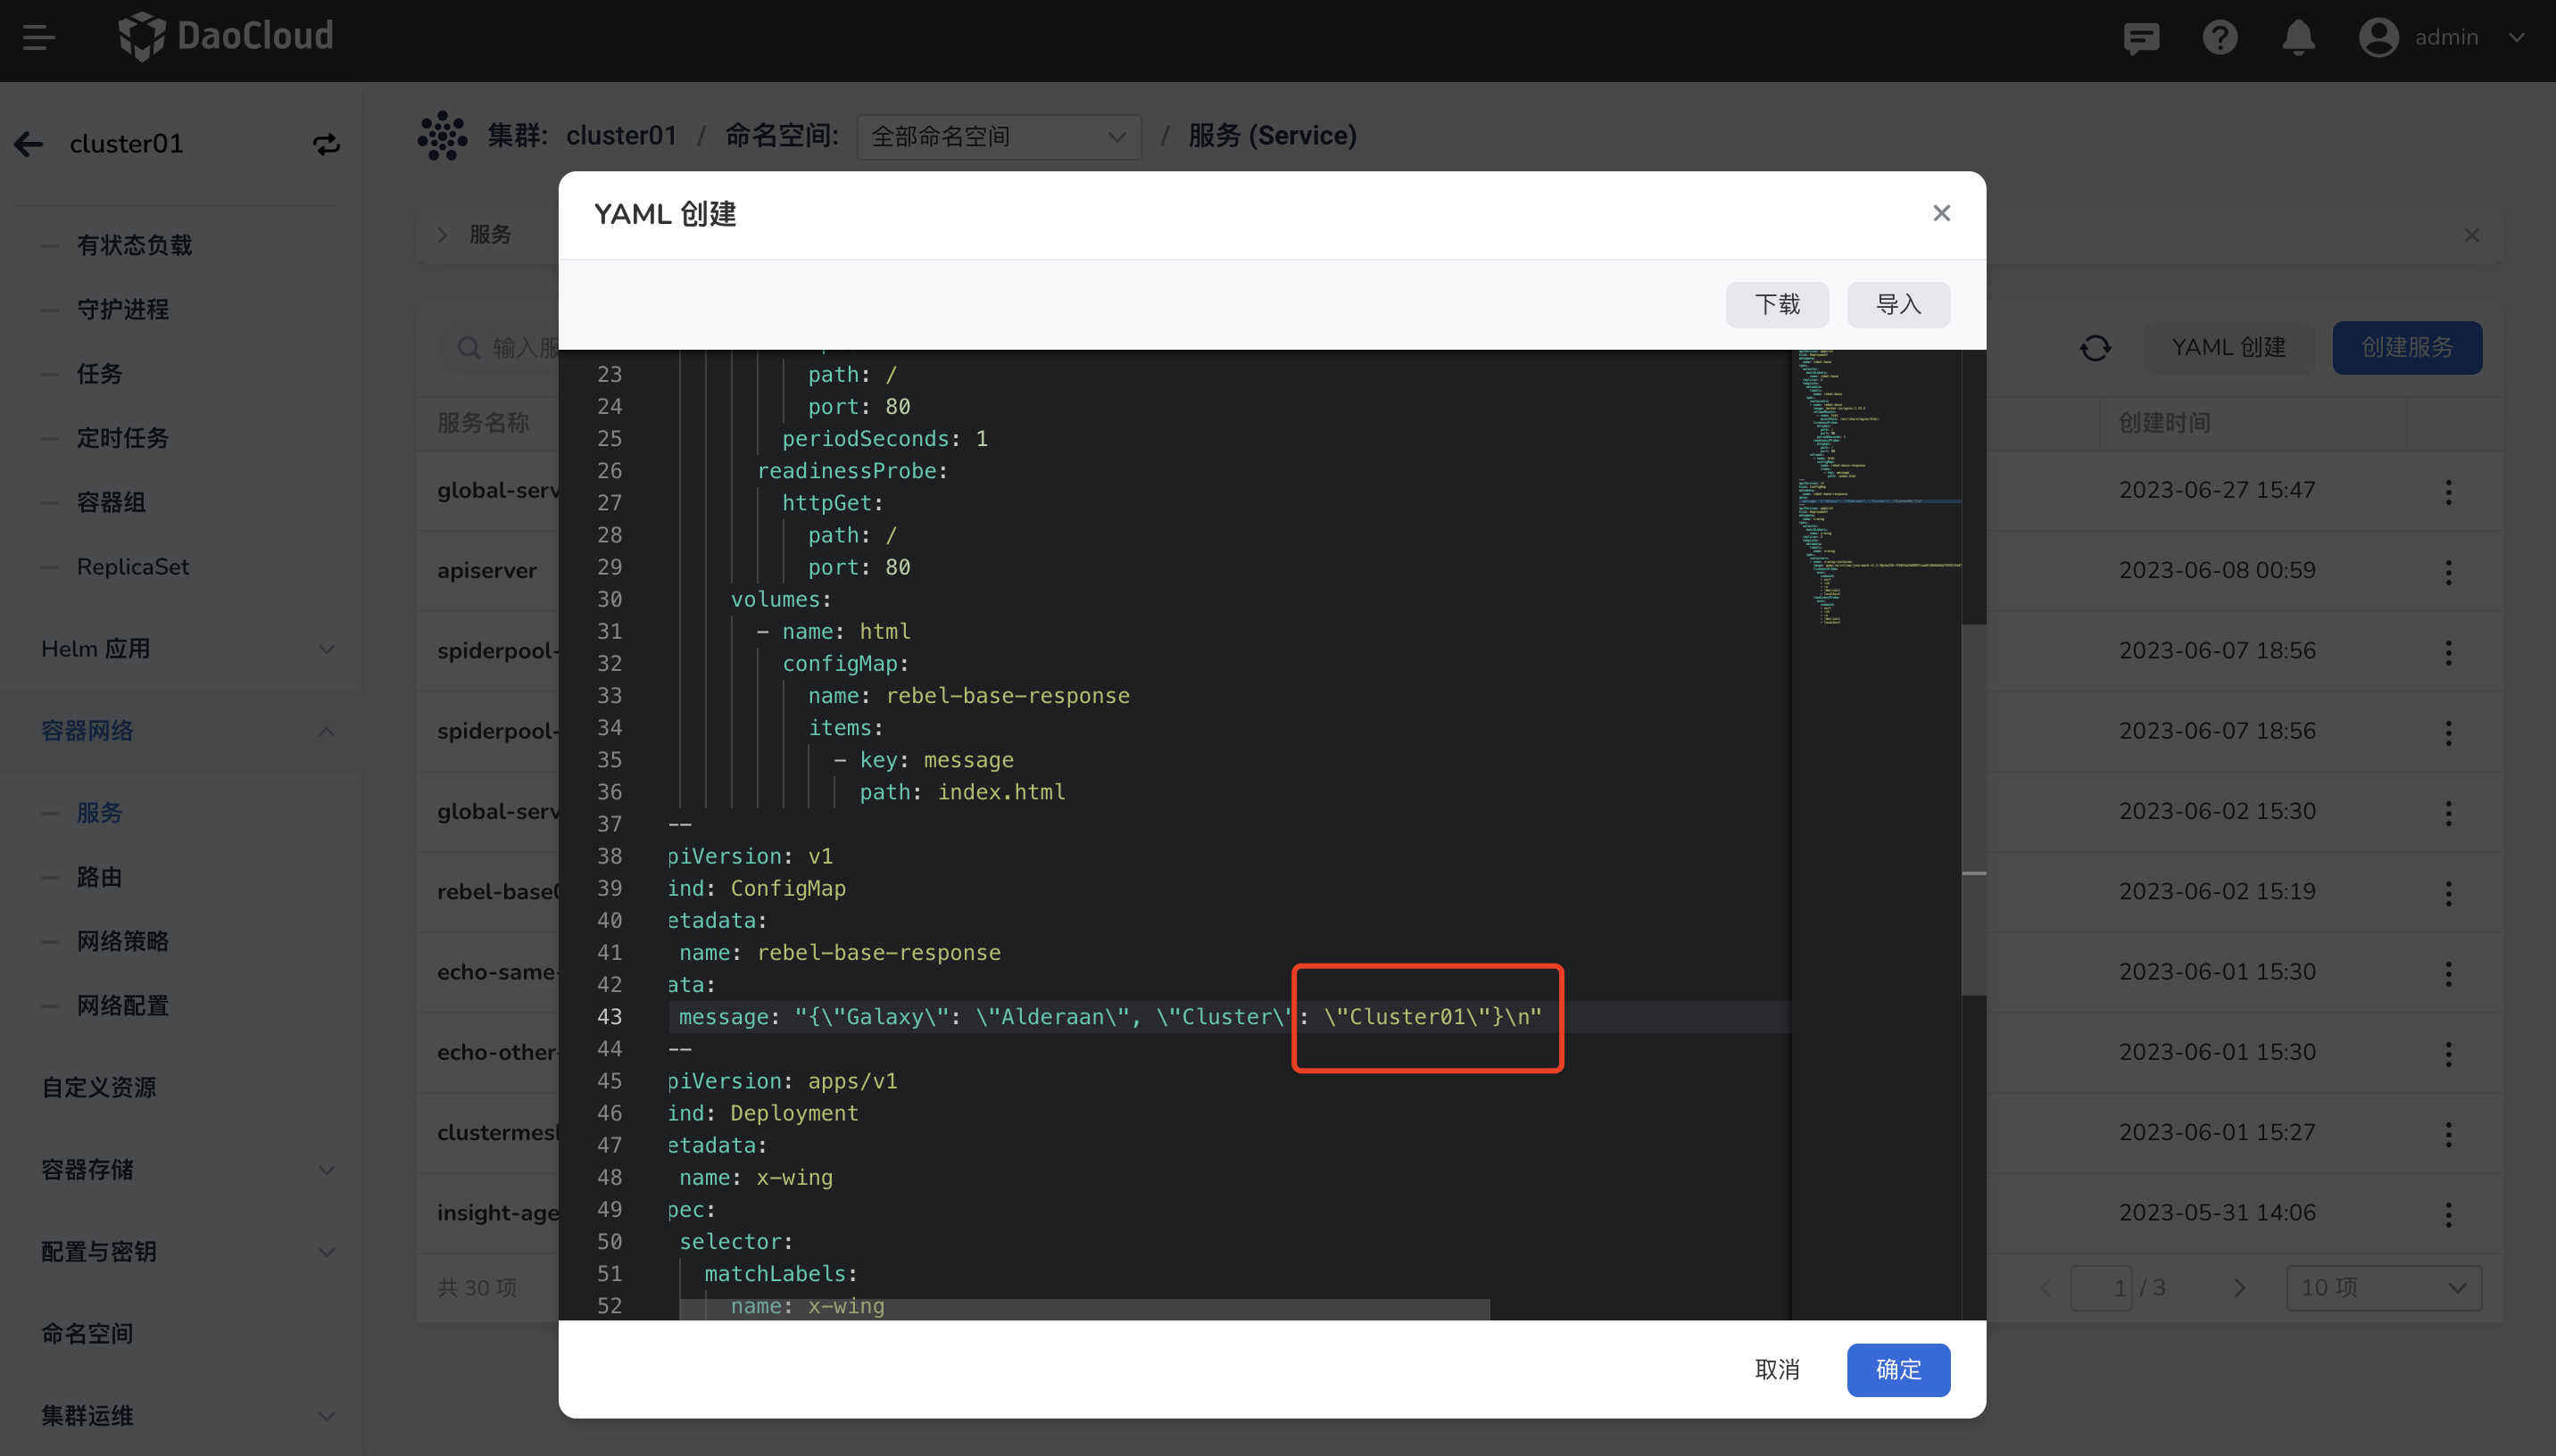 DaoCloud
admin
cluster01
集群: cluster01 / 命名空间: 全部命名空间 / 服务 (Service)
有状态负载
守护进程
任务
定时任务
容器组
ReplicaSet
Helm 应用
容器网络
服务
路由
网络策略
网络配置
自定义资源
容器存储
配置与密钥
命名空间
集群运维
服务
输入服
YAML 创建
创建服务
服务名称
创建时间
global-serv
2023-06-27 15:47
apiserver
2023-06-08 00:59
spiderpool-
2023-06-07 18:56
spiderpool-
2023-06-07 18:56
global-serv
2023-06-02 15:30
rebel-base0
2023-06-02 15:19
echo-same-
2023-06-01 15:30
echo-other-
2023-06-01 15:30
clustermesh
2023-06-01 15:27
insight-age
2023-05-31 14:06
共 30 项
1 / 3
10 项
YAML 创建
下载
导入
23 path: /
24 port: 80
25 periodSeconds: 1
26 readinessProbe:
27 httpGet:
28 path: /
29 port: 80
30 volumes:
31 - name: html
32 configMap:
33 name: rebel-base-response
34 items:
35 - key: message
36 path: index.html
37 --
38 piVersion: v1
39 ind: ConfigMap
40 etadata:
41 name: rebel-base-response
42 ata:
43 message: "{\"Galaxy\": \"Alderaan\", \"Cluster\": \"Cluster01\"}\n"
44 --
45 piVersion: apps/v1
46 ind: Deployment
47 etadata:
48 name: x-wing
49 pec:
50 selector:
51 matchLabels:
52 name: x-wing
取消
确定